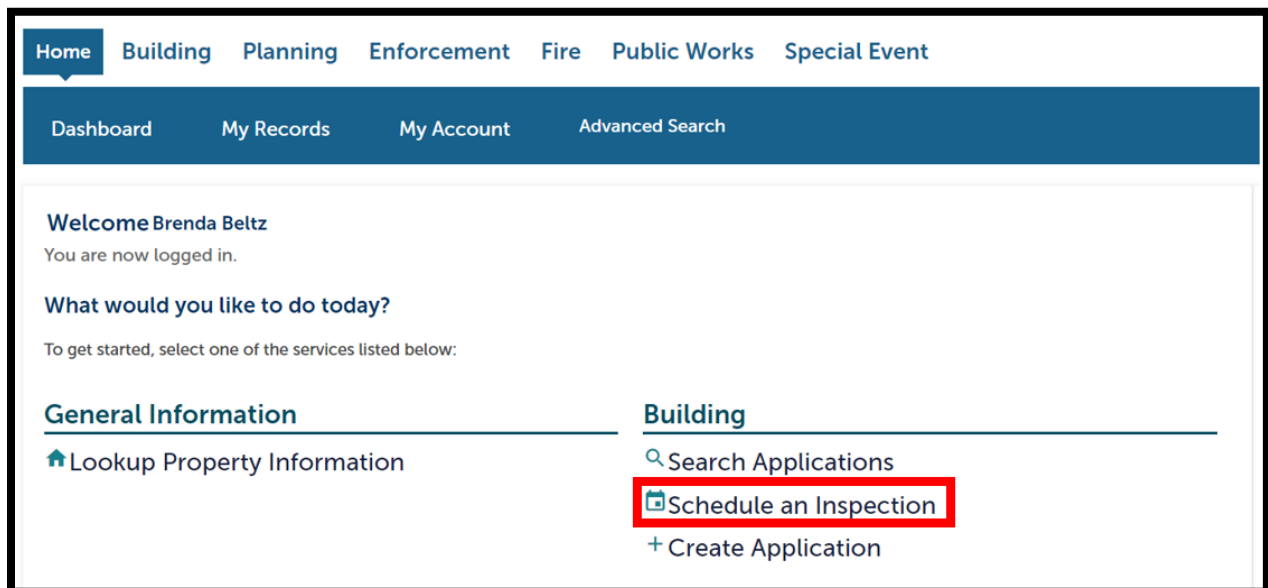 Home Building Planning Enforcement Fire Public Works Special Event
Dashboard My Records My Account Advanced Search
Welcome Brenda Beltz
You are now logged in.
What would you like to do today?
To get started, select one of the services listed below:
General Information
Lookup Property Information
Building
Search Applications
Schedule an Inspection
Create Application